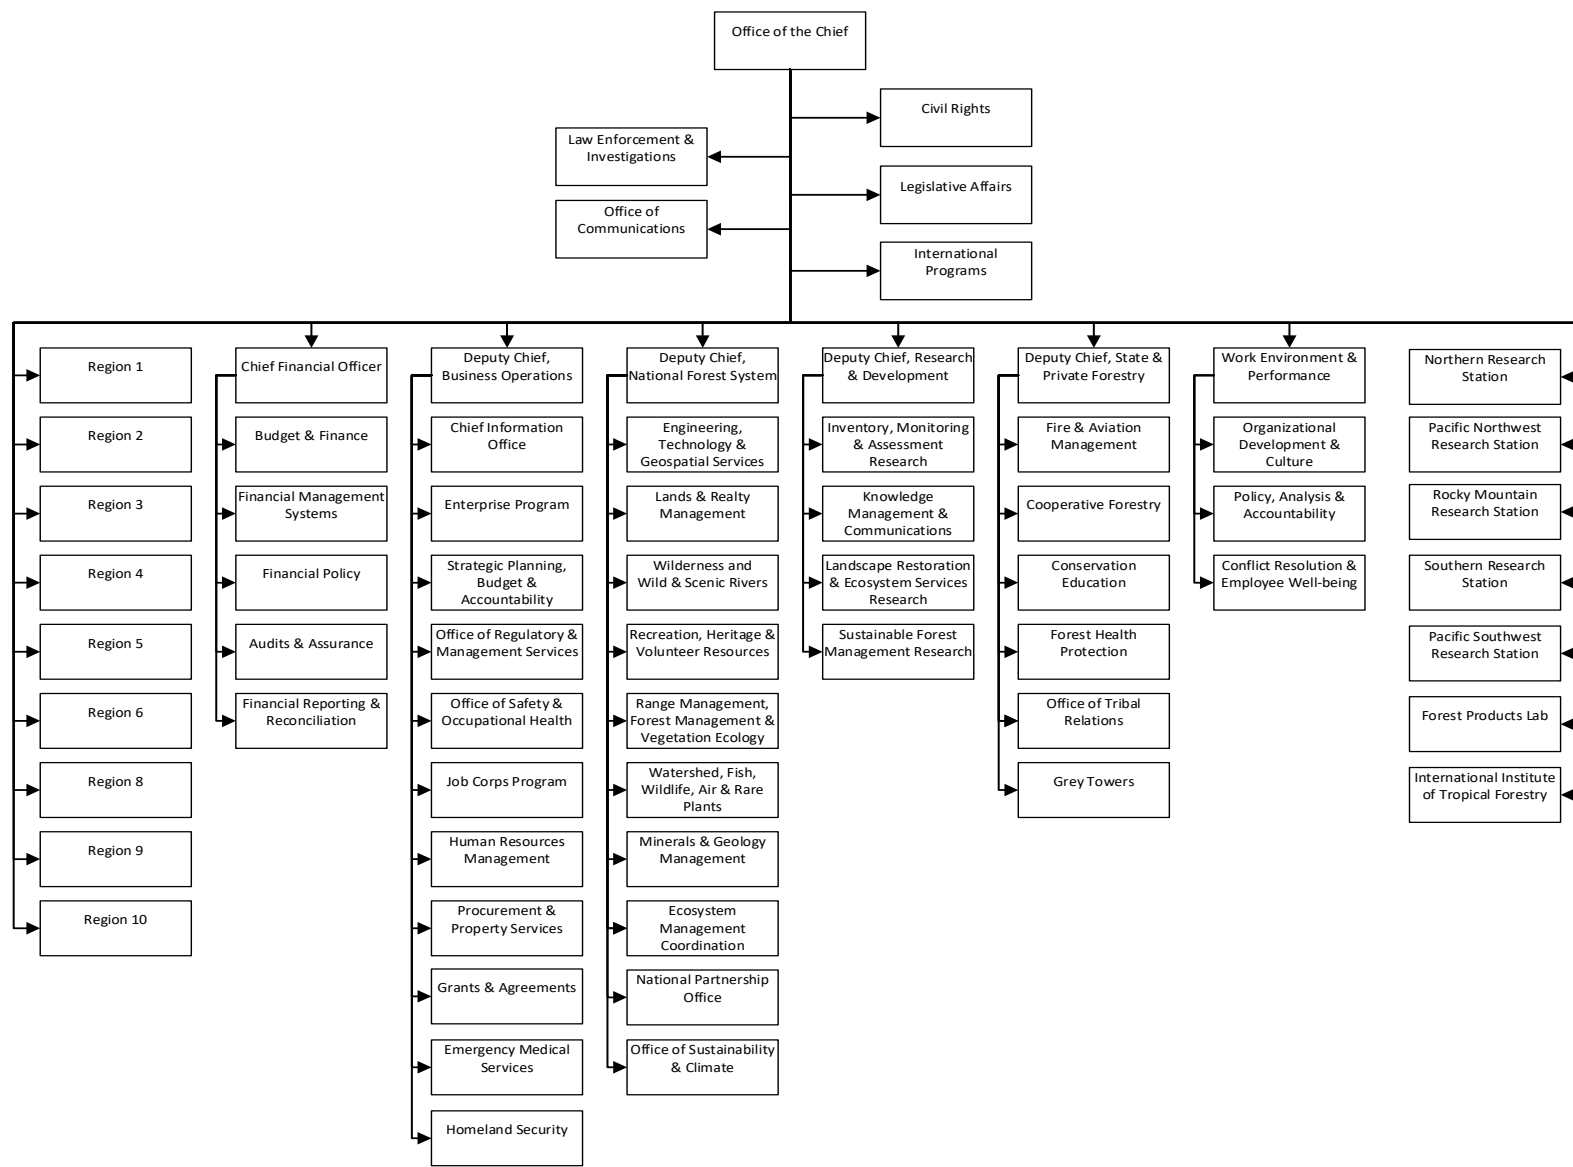 Office of the Chief
Civil Rights
Law Enforcement &
Investigations
Legislative Affairs
Office of
Communications
International
Programs
Region 1
Region 2
Region 3
Region 4
Region 5
Region 6
Region 8
Region 9
Region 10
Chief Financial Officer
Budget & Finance
Financial Management
Systems
Financial Policy
Audits & Assurance
Financial Reporting &
Reconciliation
Deputy Chief,
Business Operations
Chief Information
Office
Enterprise Program
Strategic Planning,
Budget &
Accountability
Office of Regulatory &
Management Services
Office of Safety &
Occupational Health
Job Corps Program
Human Resources
Management
Procurement &
Property Services
Grants & Agreements
Emergency Medical
Services
Homeland Security
Deputy Chief,
National Forest System
Engineering,
Technology &
Geospatial Services
Lands & Realty
Management
Wilderness and
Wild & Scenic Rivers
Recreation, Heritage &
Volunteer Resources
Range Management,
Forest Management &
Vegetation Ecology
Watershed, Fish,
Wildlife, Air & Rare
Plants
Minerals & Geology
Management
Ecosystem
Management
Coordination
National Partnership
Office
Office of Sustainability
& Climate
Deputy Chief, Research
& Development
Inventory, Monitoring
& Assessment
Research
Knowledge
Management &
Communications
Landscape Restoration
& Ecosystem Services
Research
Sustainable Forest
Management Research
Deputy Chief, State &
Private Forestry
Fire & Aviation
Management
Cooperative Forestry
Conservation
Education
Forest Health
Protection
Office of Tribal
Relations
Grey Towers
Work Environment &
Performance
Organizational
Development &
Culture
Policy, Analysis &
Accountability
Conflict Resolution &
Employee Well-being
Northern Research
Station
Pacific Northwest
Research Station
Rocky Mountain
Research Station
Southern Research
Station
Pacific Southwest
Research Station
Forest Products Lab
International Institute
of Tropical Forestry